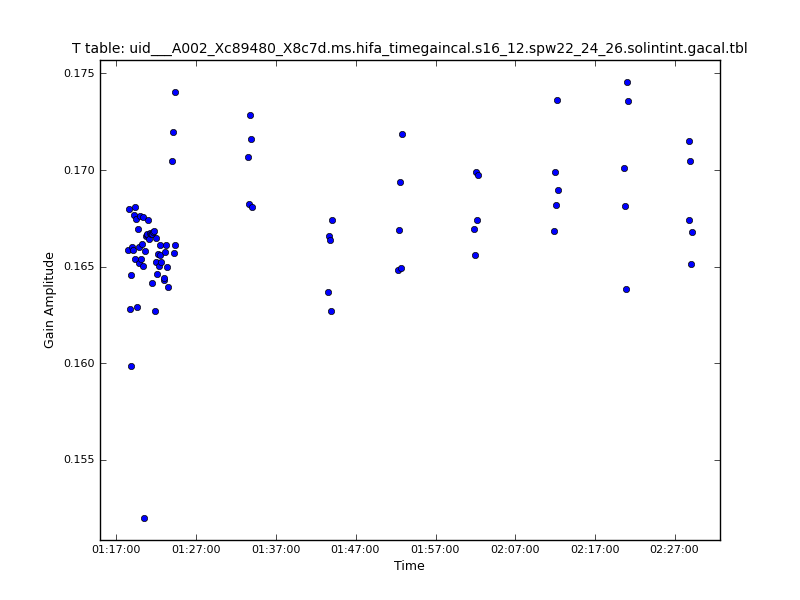 T table: uid___A002_Xc89480_X8c7d.ms.hifa_timegaincal.s16_12.spw22_24_26.solintint.gacal.tbl
0.175
0.170
0.165
0.160
0.155
Gain Amplitude
01:17:00 01:27:00 01:37:00 01:47:00 01:57:00 02:07:00 02:17:00 02:27:00
Time